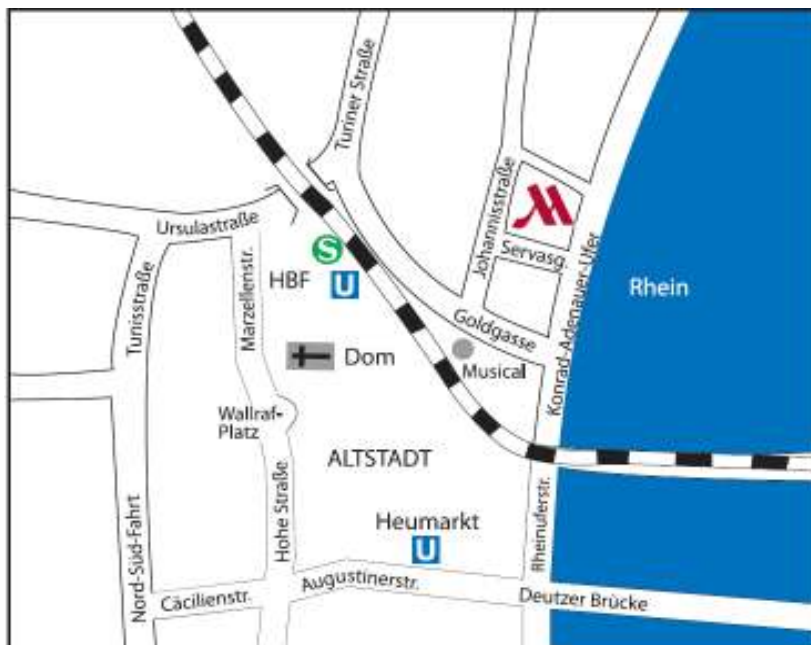 Turiner Straße
Johannisstraße
Ursulastraße
Servasg.
S
HBF
U
Marzellenstr.
Tunisstraße
Rhein
Konrad-Adenauer-Ufer
Goldgasse
Dom
Musical
Wallraf-
Platz
ALTSTADT
Hohe Straße
Nord-Süd-Fahrt
Heumarkt
U
Rheinuferstr.
Cäcilienstr.
Augustinerstr.
Deutzer Brücke